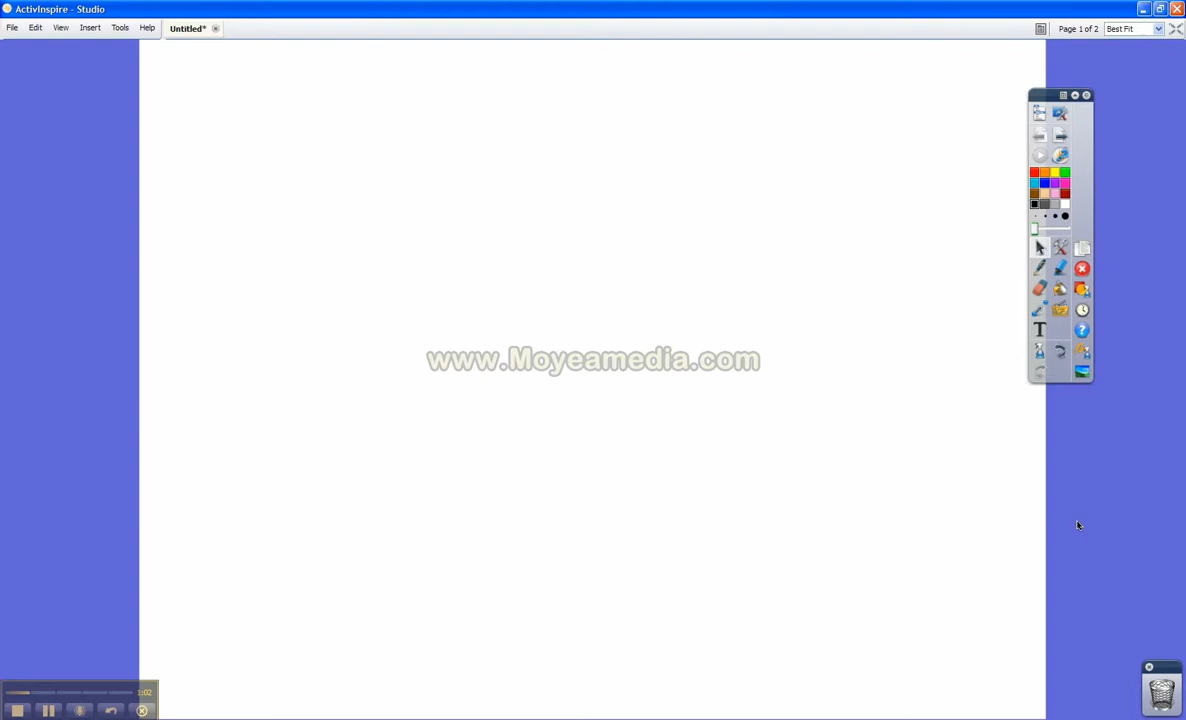 ActivInspire - Studio
File Edit View Insert Tools Help
Untitled*
Page 1 of 2 Best Fit
T
?
www.Moyeamedia.com
1:02